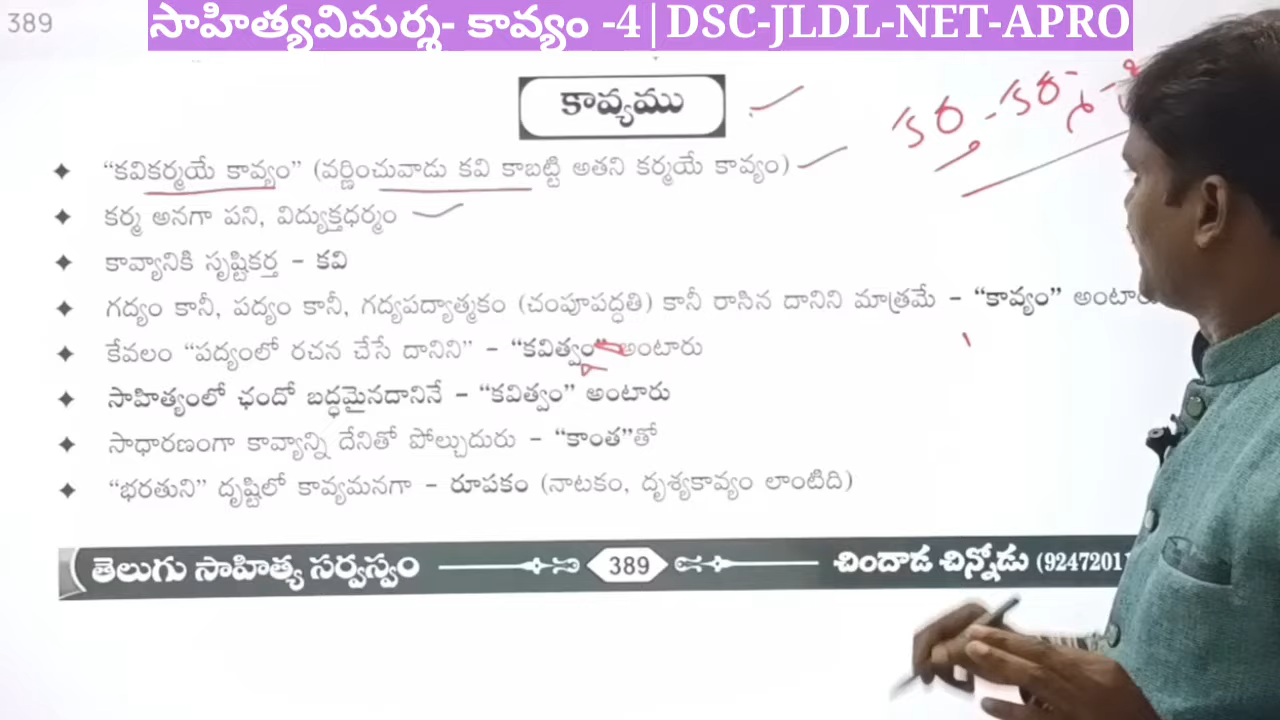 389
సాహిత్యవిమర్శ- కావ్యం -4|DSC-JLDL-NET-APRO
కావ్యము
“కవికర్మయే కావ్యం” (వర్ణించువాడు కవి కాబట్టి అతని కర్మయే కావ్యం)
కర్మ అనగా పని, విద్యుక్తధర్మం
కావ్యానికి సృష్టికర్త – కవి
గద్యం కానీ, పద్యం కానీ, గద్యపద్యాత్మకం (చంపూపద్ధతి) కానీ రాసిన దానిని మాత్రమే – “కావ్యం”
కేవలం “పద్యంలో రచన చేసే దానిని” – “కవిత్వం” అంటారు
సాహిత్యంలో ఛందో బద్ధమైనదానినే – “కవిత్వం” అంటారు
సాధారణంగా కావ్యాన్ని దేనితో పోల్చుదురు – “కాంత”తో
“భరతుని” దృష్టిలో కావ్యమనగా – రూపకం (నాటకం, దృశ్యకావ్యం లాంటిది)
తెలుగు సాహిత్య సర్వస్వం 389 చిందాడ చిన్నోడు (9247201